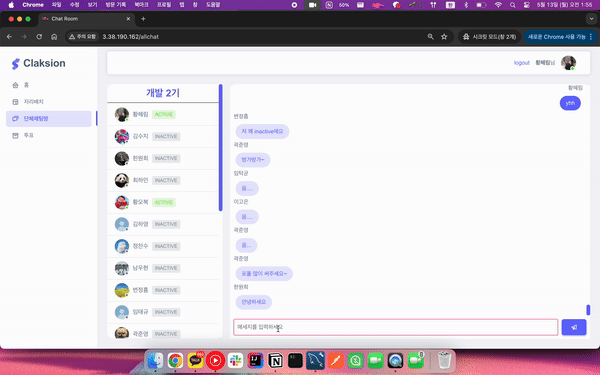 Chrome 파일 수정 보기 방문 기록 북마크 프로필 탭 창 도움말
50%
5월 13일 (월) 오전 1:55
Chat Room
주의 요함 3.38.190.162/allchat
시크릿 모드(창 2개)
새로운 Chrome 사용 가능
Claksion
logout 황혜림님
홈
자리배치
단체채팅방
투표
개발 2기
황혜림 ACTIVE
김수지 INACTIVE
한원희 INACTIVE
최하민 INACTIVE
황오복 ACTIVE
김하영 INACTIVE
정찬수 INACTIVE
남우현 INACTIVE
변정흠 INACTIVE
임태규 INACTIVE
곽준영 INACTIVE
황혜림
yhh
변정흠
저 왜 inactive에요
곽준영
방가방가~
임탁균
음....
이고은
음....
곽준영
음...
곽준영
토욜 많이 써주세요~
한원희
안녕하세요
메세지를 입력하세요